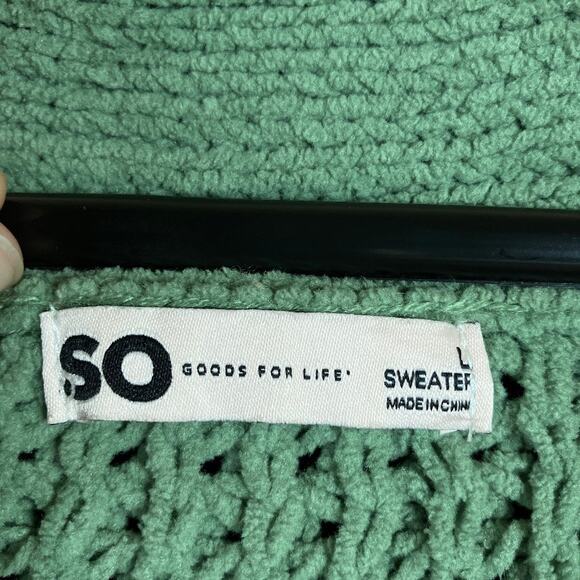 SO GOODS FOR LIFE®
L
SWEATER
MADE IN CHINA